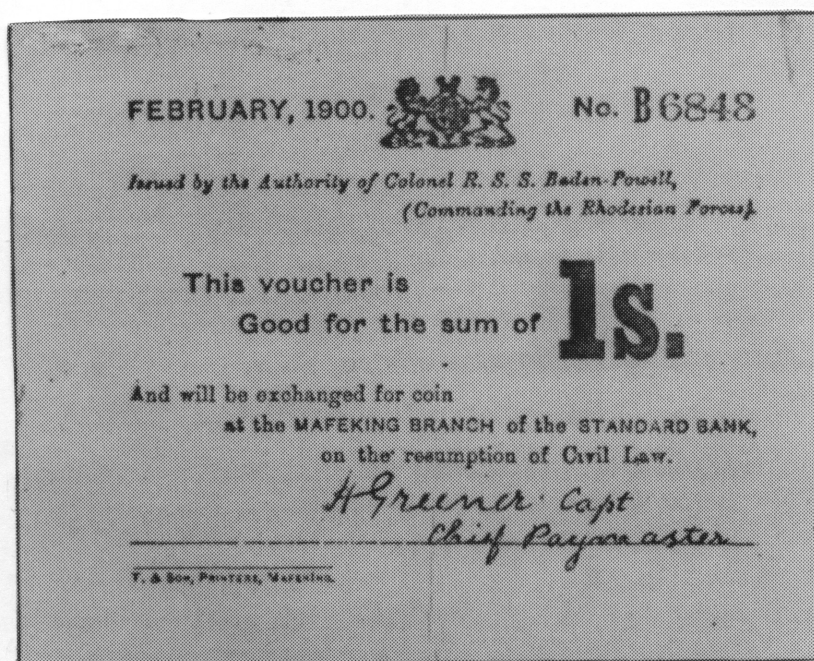 FEBRUARY, 1900. No. B 6848
Issued by the Authority of Colonel R. S. S. Baden-Powell,
(Commanding the Rhodesian Forces).
This voucher is
Good for the sum of 1s.
And will be exchanged for coin
at the MAFEKING BRANCH of the STANDARD BANK,
on the resumption of Civil Law.
H Greener Capt
Chief Paymaster
T. & SON, PRINTERS, MAFEKING.